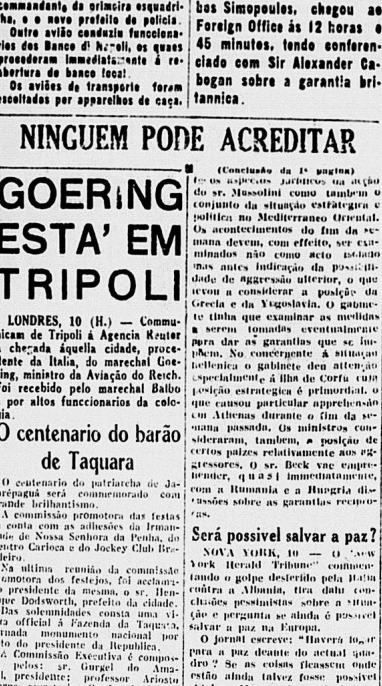 commandante da primeira esquadri-
ha, e o novo prefeito de policia.
Outro avião conduziu funcciona-
rios dos Banco di Napoli, os quaes
procederam immediatamente á re-
abertura do banco local.
Os aviões de transporte foram
escoltados por apparelhos de caça.
bas Simopoulos, chegou ao
Foreign Office ás 12 horas e
45 minutos, tendo conferen-
ciado com Sir Alexander Ca-
bogan sobre a garantia bri-
tannica.
NINGUEM PODE ACREDITAR
GOERING
ESTA' EM
TRIPOLI
LONDRES, 10 (H.) — Commu-
nicam de Tripoli á Agencia Reuter
a chegada áquella cidade, proce-
dente da Italia, do marechal Goe-
ring, ministro da Aviação do Reich.
foi recebido pelo marechal Balbo
por altos funccionarios da colo-
nia.
O centenario do barão
de Taquara
O centenario do patriarcha de Ja-
crépaguá será commemorado com
grande brilhantismo.
A commissão promotora das festas
conta com as adhesões da Irman-
de de Nossa Senhora da Penha, do
entro Carioca e do Jockey Club Bra-
sileiro.
Na ultima reunião da commissão
promotora dos festejos, foi acclama-
presidente da mesma, o sr. Hen-
que Dodsworth, prefeito da cidade.
Das solemnidades consta uma vi-
ta official á Fazenda da Taquara,
rnada monumento nacional por
to do presidente da Republica.
A Commissão Executiva é compos-
pelos: sr. Gurgel do Ama-
l, presidente; professor Ariosto
(Conclusão da 1ª pagina)
os aspectos juridicos da acção
do sr. Mussolini como tambem o
conjunto da situação estrategica e
politica no Mediterraneo Oriental.
Os acontecimentos do fim da se-
mana devem, com effeito, ser exa-
minados não como acto isolado
mas antes indicação da possibili-
dade de aggressão ulterior, o que
levou a considerar a posição da
Grecia e da Yugoslavia. O gabine-
te tinha que examinar as medidas
a serem tomadas eventualmente
para dar as garantias que se im-
põem. No concernente á situação
hellenica o gabinete deu attenção
especialmente á ilha de Corfu cuja
posição estrategica é primordial, o
que causou particular apprehensão
em Athenas durante o fim da se-
mana passada. Os ministros con-
sideraram, tambem, a posição de
certos paizes relativamente aos ag-
gressores. O sr. Beck vae empre-
hender, quasi immediatamente,
com a Rumania e a Hungria dis-
cussões sobre as garantias recipro-
cas.
Será possivel salvar a paz?
NOVA YORK, 10 — O "New
York Herald Tribune" commen-
tando o golpe desferido pela Italia
contra a Albania, tira dahi con-
clusões pessimistas sobre a situa-
ção e pergunta se ainda é possivel
salvar a paz na Europa.
O jornal escreve: "Haverá logar
para a paz deante do actual qua-
dro? Se as coisas ficassem onde
estão ainda talvez fosse possivel